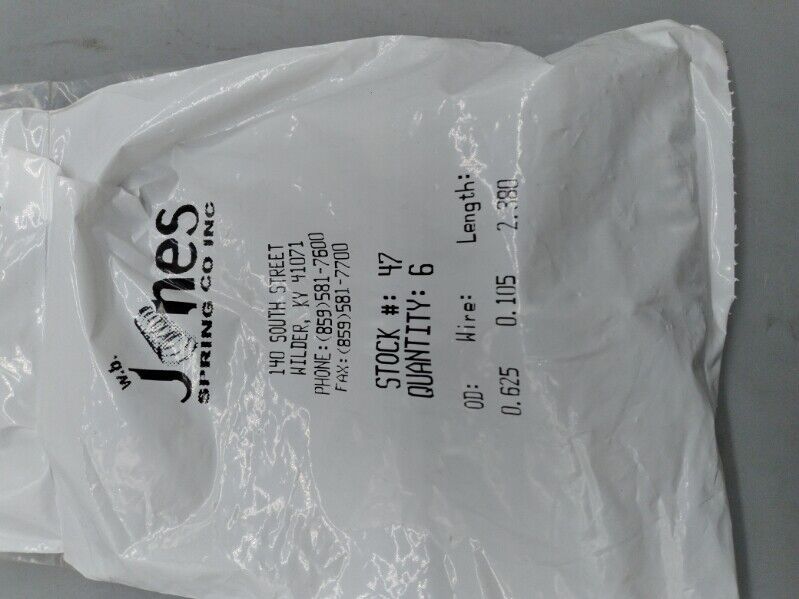 w.b.
Jones
SPRING CO INC
140 SOUTH STREET
WILDER, KY 41071
PHONE:(859)581-7600
FAX:(859)581-7700
STOCK #: 47
QUANTITY: 6
OD: Wire: Length:
0.625 0.105 2.380